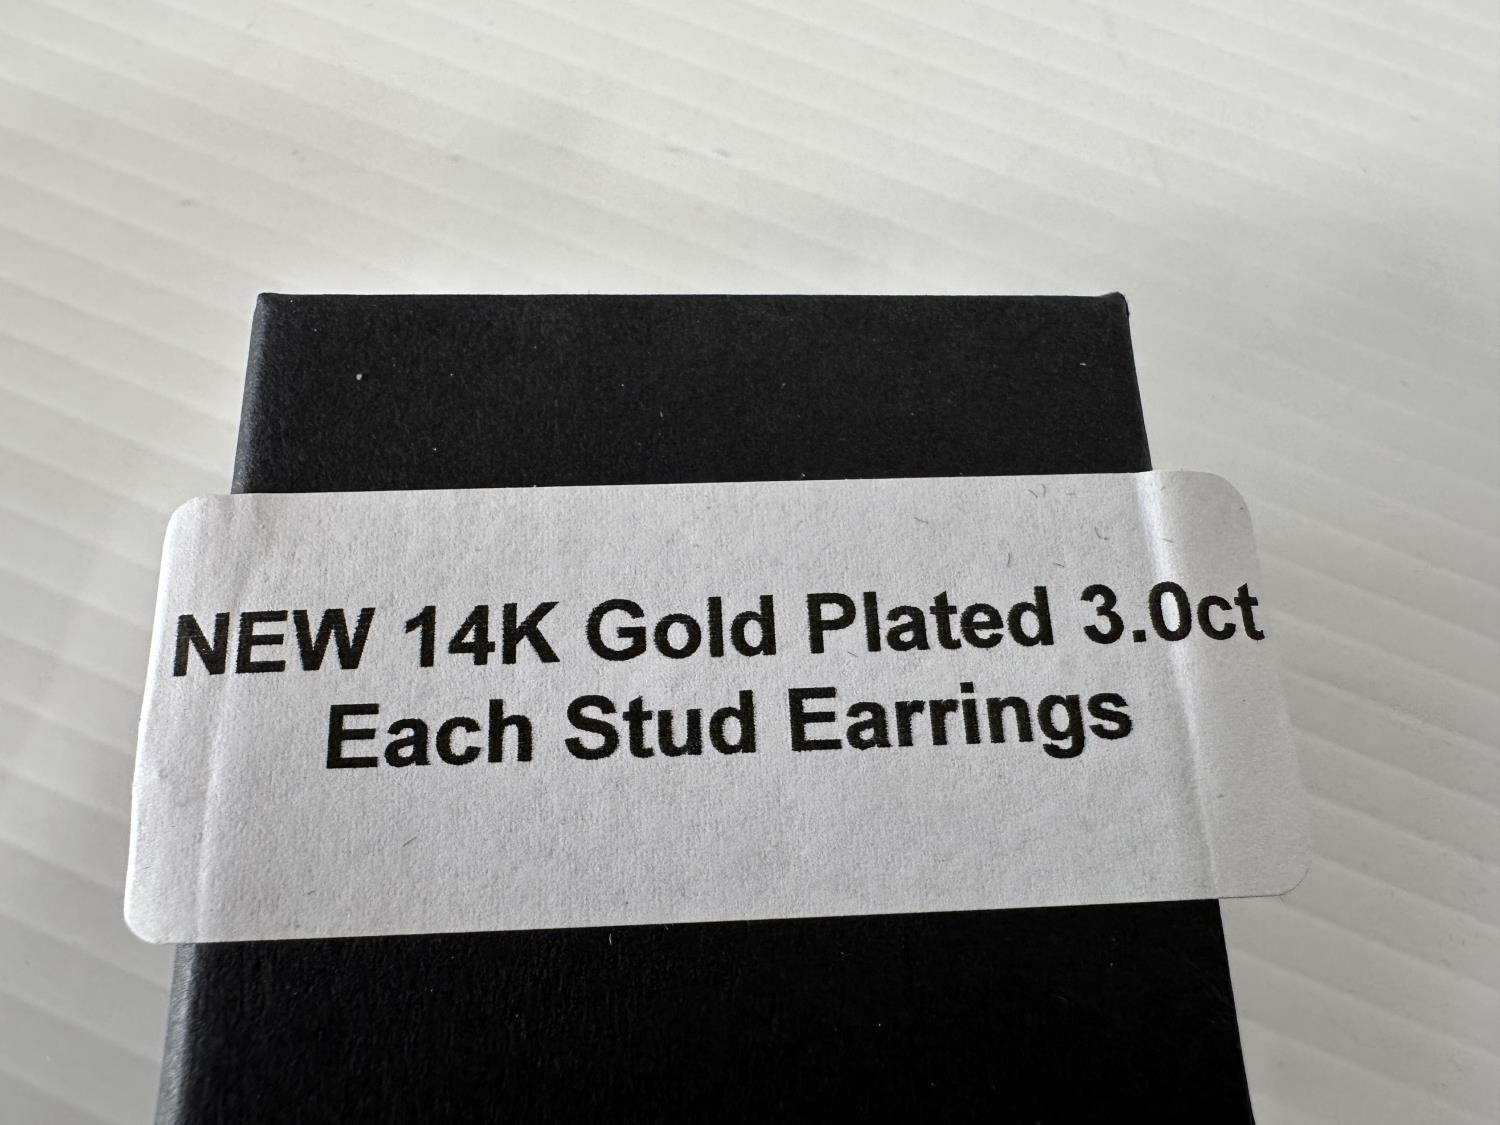 NEW 14K Gold Plated 3.0ct
Each Stud Earrings